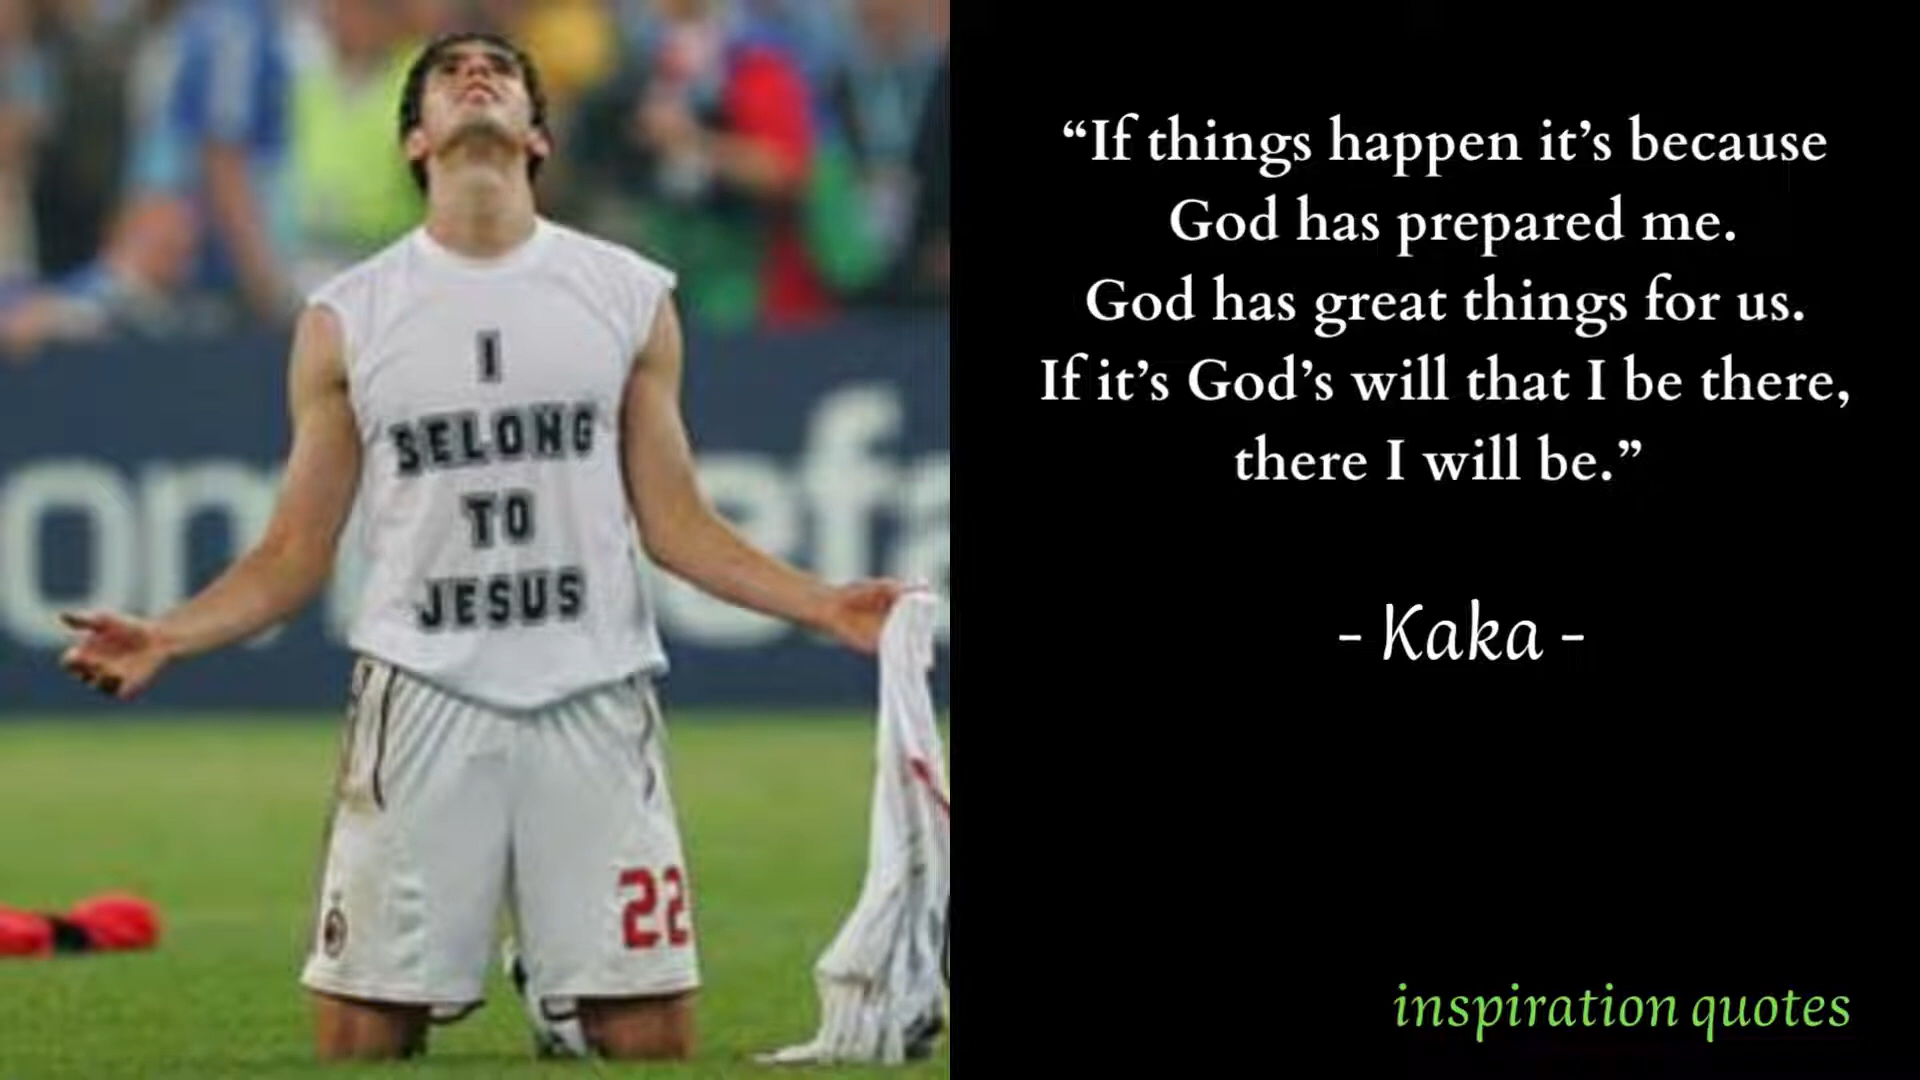 I
BELONG
TO
JESUS
22
“If things happen it’s because
God has prepared me.
God has great things for us.
If it’s God’s will that I be there,
there I will be.”
- Kaka -
inspiration quotes